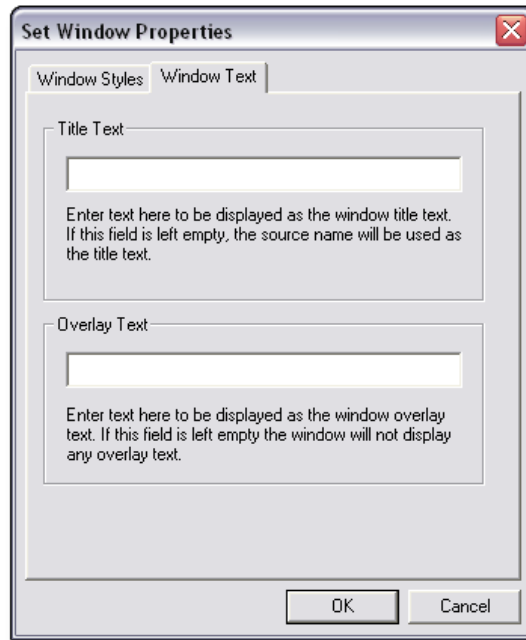 Set Window Properties
Window Styles
Window Text
Title Text
Enter text here to be displayed as the window title text.
If this field is left empty, the source name will be used as
the title text.
Overlay Text
Enter text here to be displayed as the window overlay
text. If this field is left empty the window will not display
any overlay text.
OK
Cancel